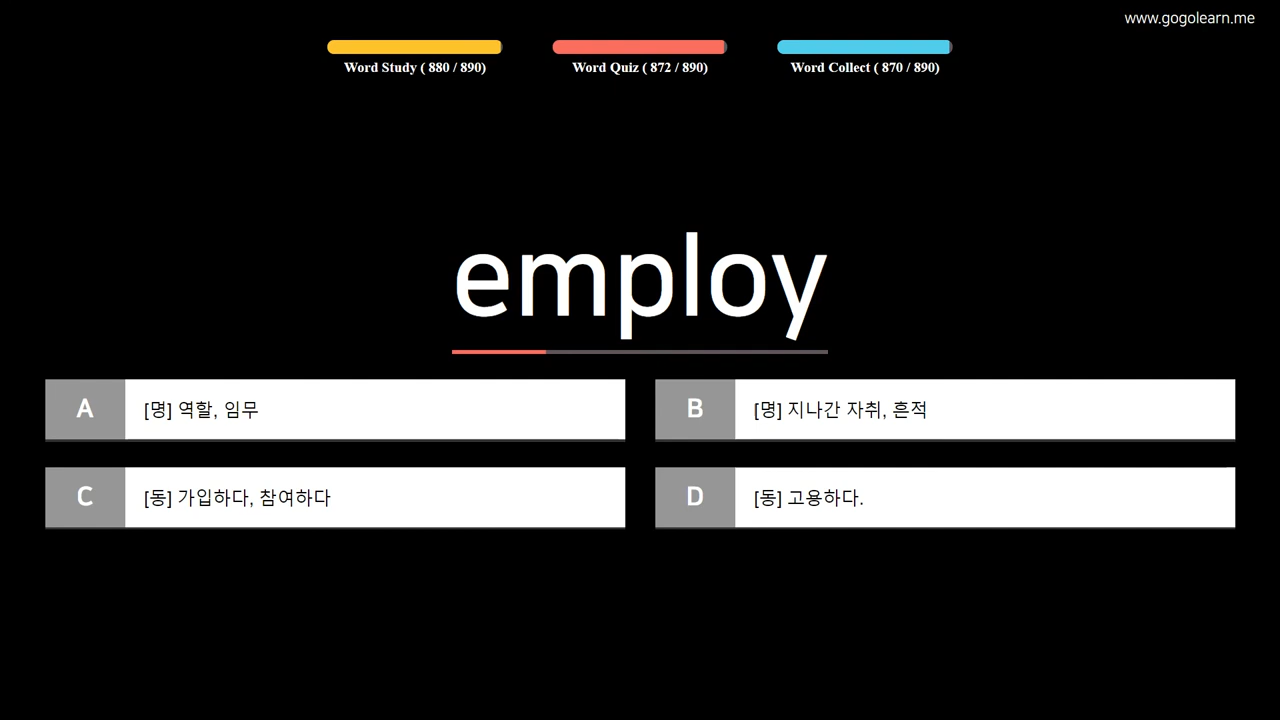 www.gogolearn.me
Word Study ( 880 / 890)
Word Quiz ( 872 / 890)
Word Collect ( 870 / 890)
employ
A [명] 역할, 임무
B [명] 지나간 자취, 흔적
C [동] 가입하다, 참여하다
D [동] 고용하다.